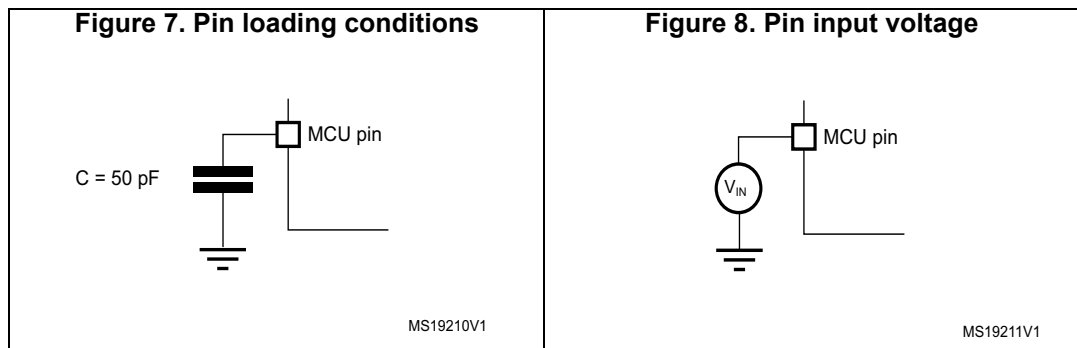 Figure 7. Pin loading conditions
MCU pin
C = 50 pF
MS19210V1
Figure 8. Pin input voltage
MCU pin
VIN
MS19211V1